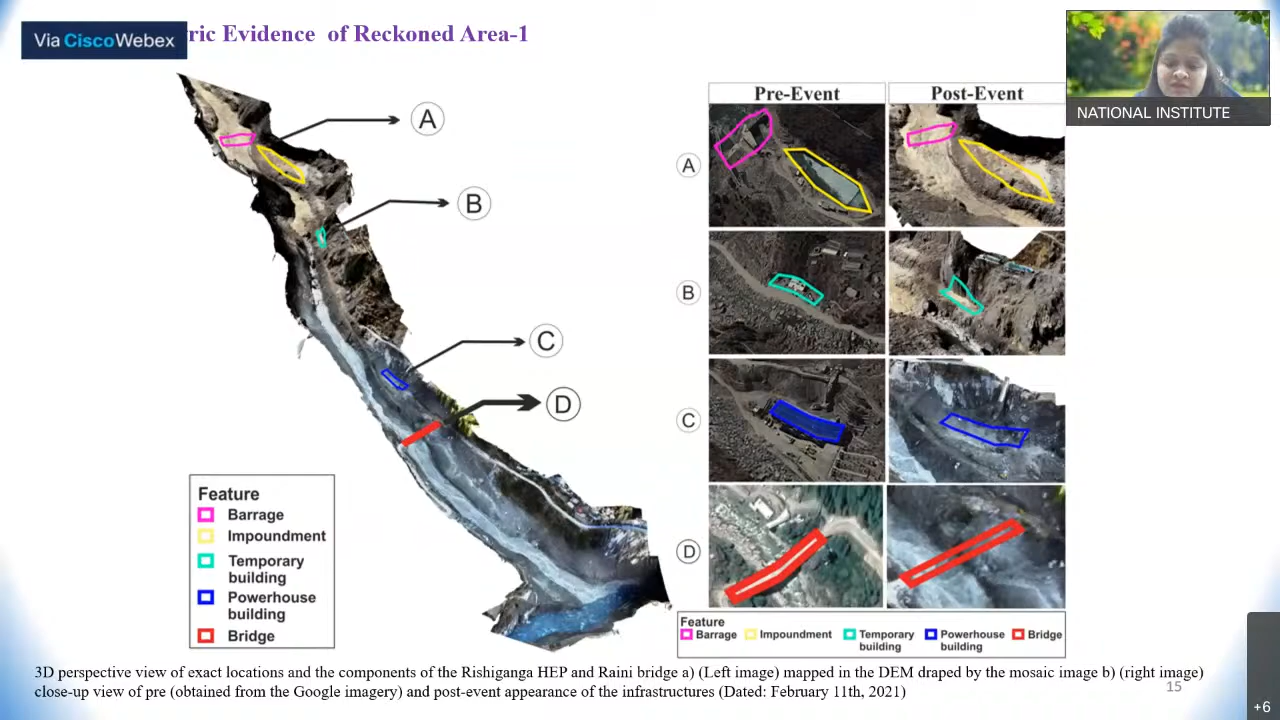 Via Cisco Webex
ric Evidence of Reckoned Area-1
NATIONAL INSTITUTE
A
B
C
D
Feature
Barrage
Impoundment
Temporary
building
Powerhouse
building
Bridge
Pre-Event
Post-Event
A
B
C
D
Feature
Barrage
Impoundment
Temporary
building
Powerhouse
building
Bridge
3D perspective view of exact locations and the components of the Rishiganga HEP and Raini bridge a) (Left image) mapped in the DEM draped by the mosaic image b) (right image)
close-up view of pre (obtained from the Google imagery) and post-event appearance of the infrastructures (Dated: February 11th, 2021)
15
+6